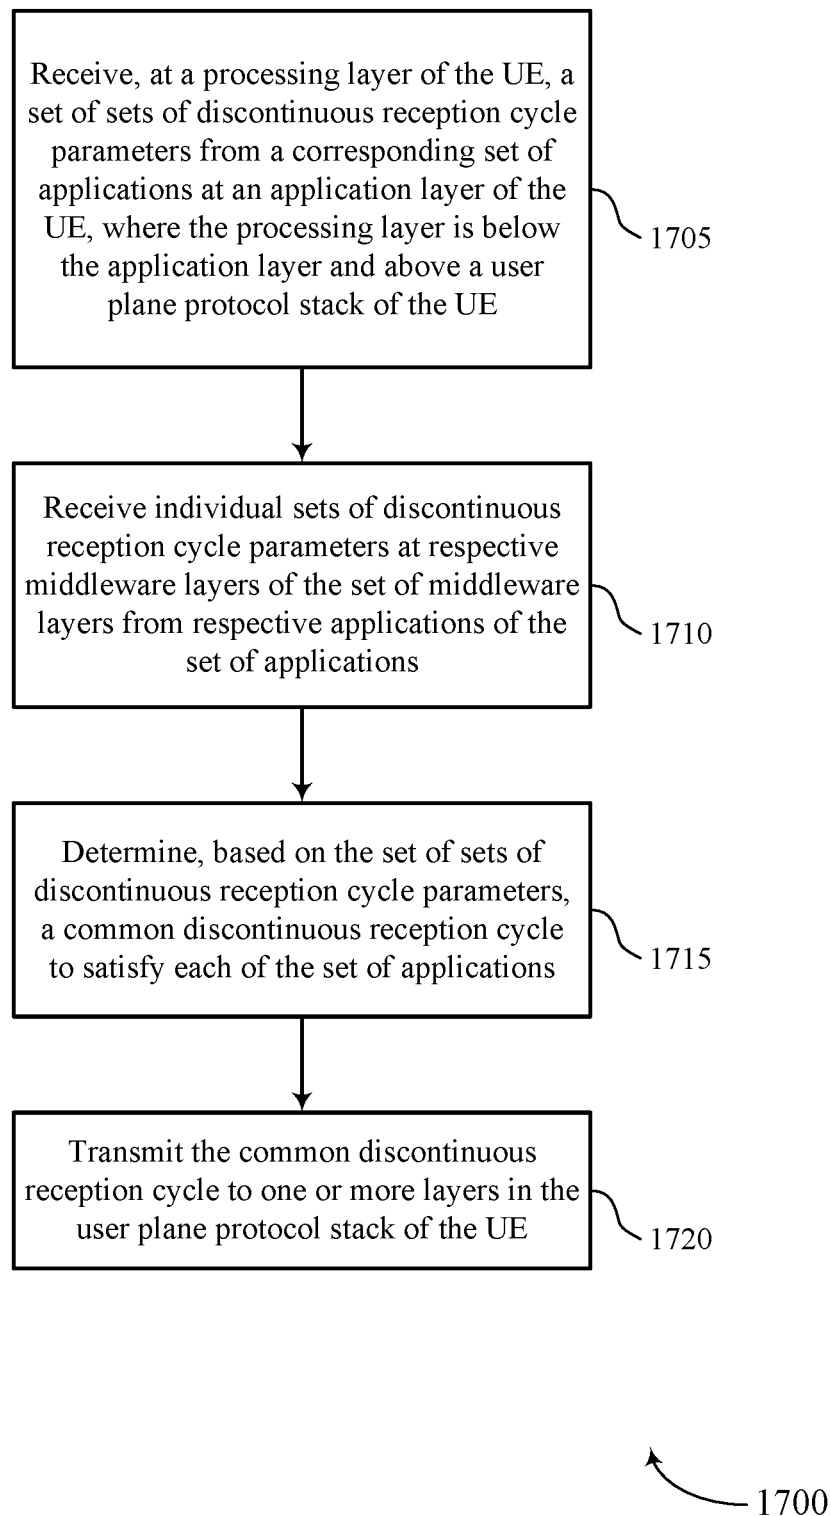 Receive, at a processing layer of the UE, a
set of sets of discontinuous reception cycle
parameters from a corresponding set of
applications at an application layer of the
UE, where the processing layer is below
the application layer and above a user
plane protocol stack of the UE
1705
Receive individual sets of discontinuous
reception cycle parameters at respective
middleware layers of the set of middleware
layers from respective applications of the
set of applications
1710
Determine, based on the set of sets of
discontinuous reception cycle parameters,
a common discontinuous reception cycle
to satisfy each of the set of applications
1715
Transmit the common discontinuous
reception cycle to one or more layers in the
user plane protocol stack of the UE
1720
1700